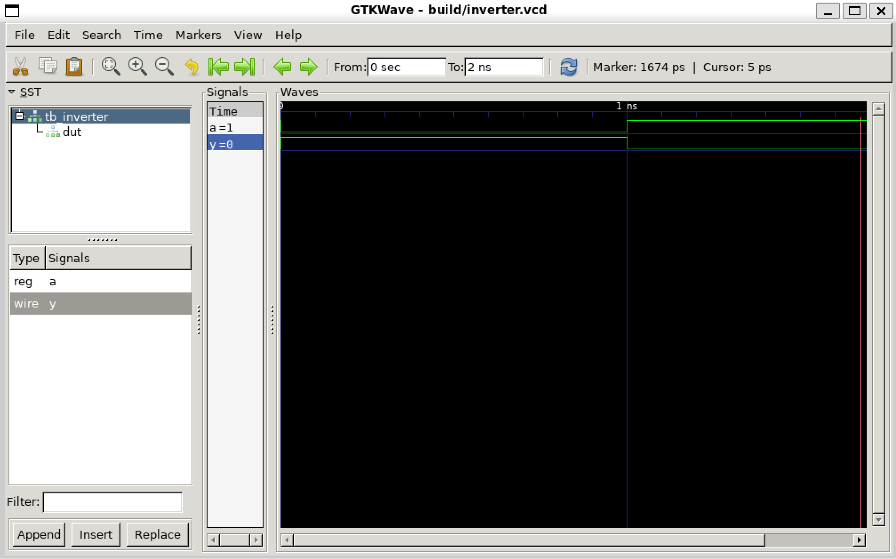 GTKWave - build/inverter.vcd
File Edit Search Time Markers View Help
From: 0 sec To: 2 ns Marker: 1674 ps | Cursor: 5 ps
SST
tb_inverter
dut
Type Signals
reg a
wire y
Filter:
Append Insert Replace
Signals
Time
a=1
y=0
Waves
0 1 ns